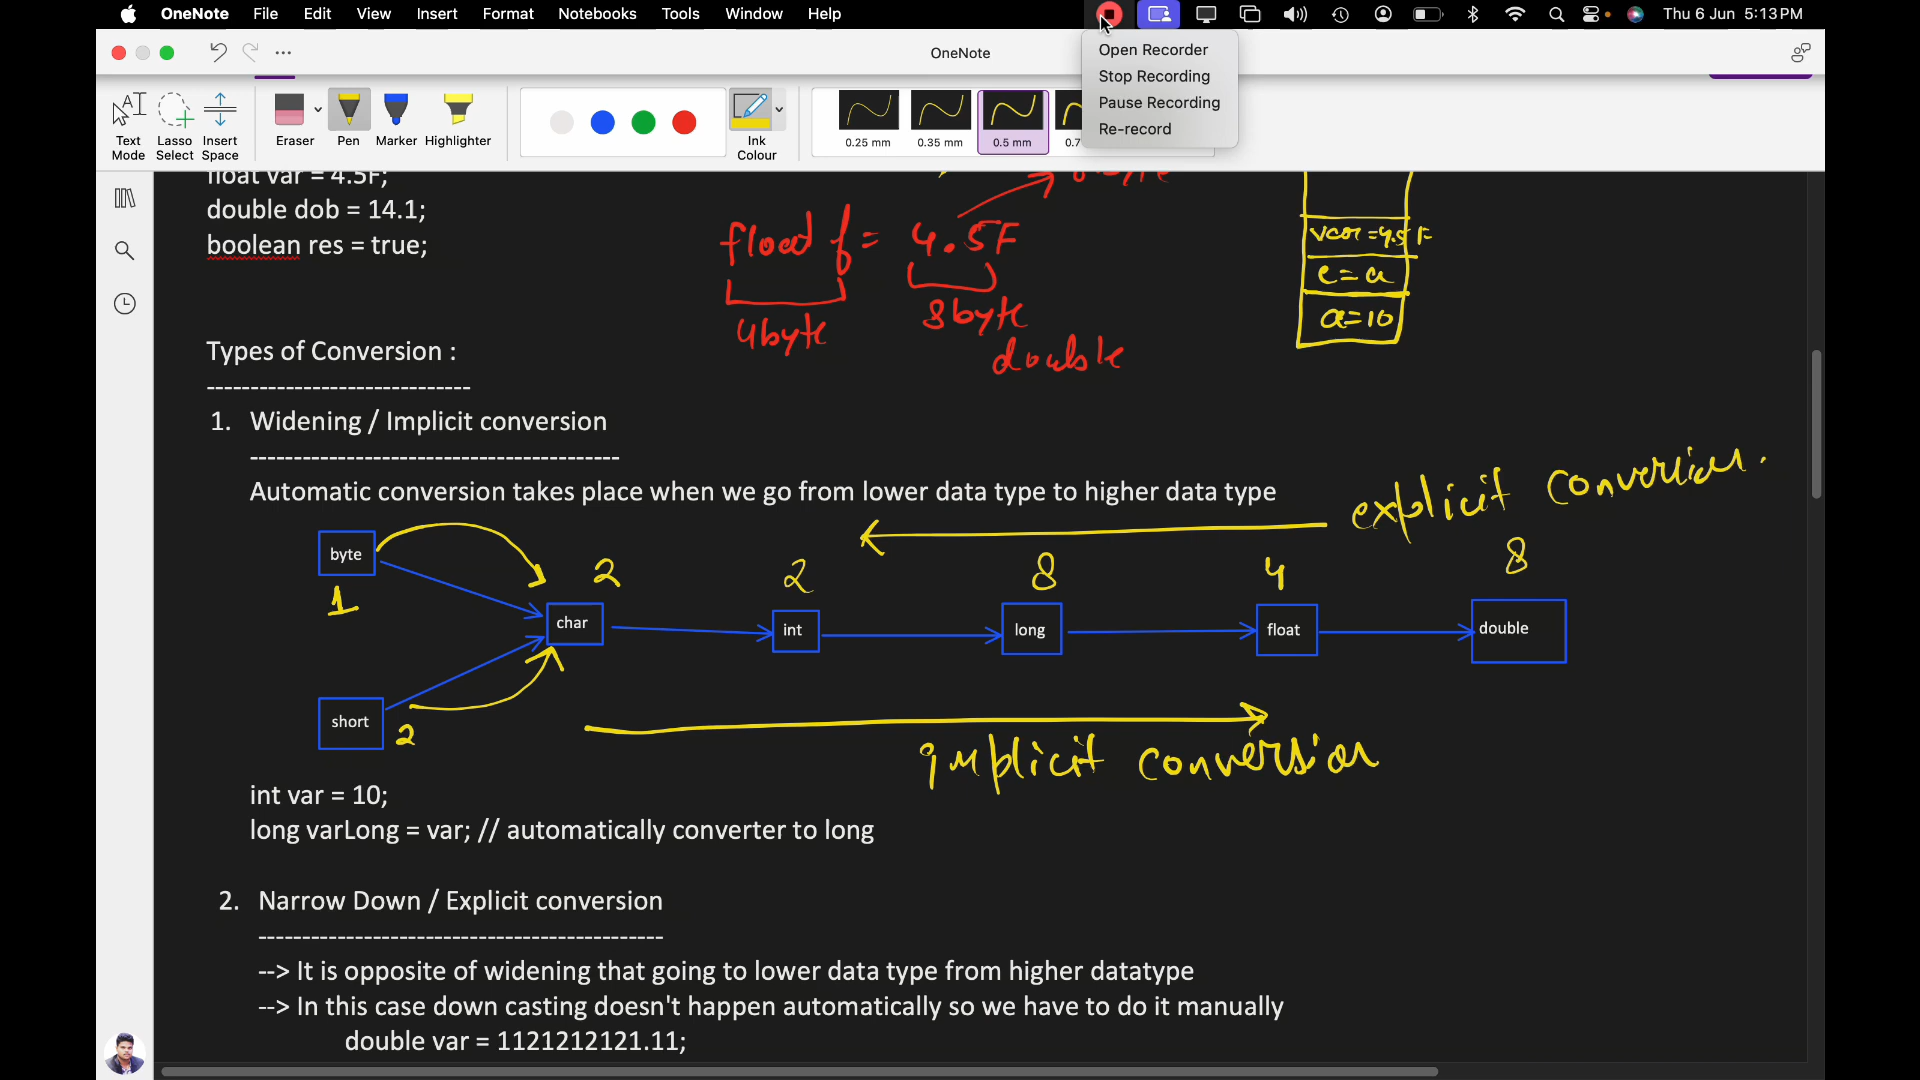 OneNote File Edit View Insert Format Notebooks Tools Window Help Thu 6 Jun 5:13PM
OneNote
Open Recorder
Stop Recording
Pause Recording
Re-record
Text Mode
Lasso Select
Insert Space
Eraser
Pen
Marker
Highlighter
Ink Colour
0.25 mm
0.35 mm
0.5 mm
0.7
float var = 4.5F;
double dob = 14.1;
boolean res = true;
float f = 4.5F
4byte
8byte
double
var=4.5F
c=a
a=10
Types of Conversion :
------------------------------
1. Widening / Implicit conversion
------------------------------------------
Automatic conversion takes place when we go from lower data type to higher data type
explicit conversion.
byte
1
2
char
2
int
8
long
4
float
8
double
short
2
implicit conversion
int var = 10;
long varLong = var; // automatically converter to long
2. Narrow Down / Explicit conversion
----------------------------------------------
--> It is opposite of widening that going to lower data type from higher datatype
--> In this case down casting doesn't happen automatically so we have to do it manually
double var = 1121212121.11;